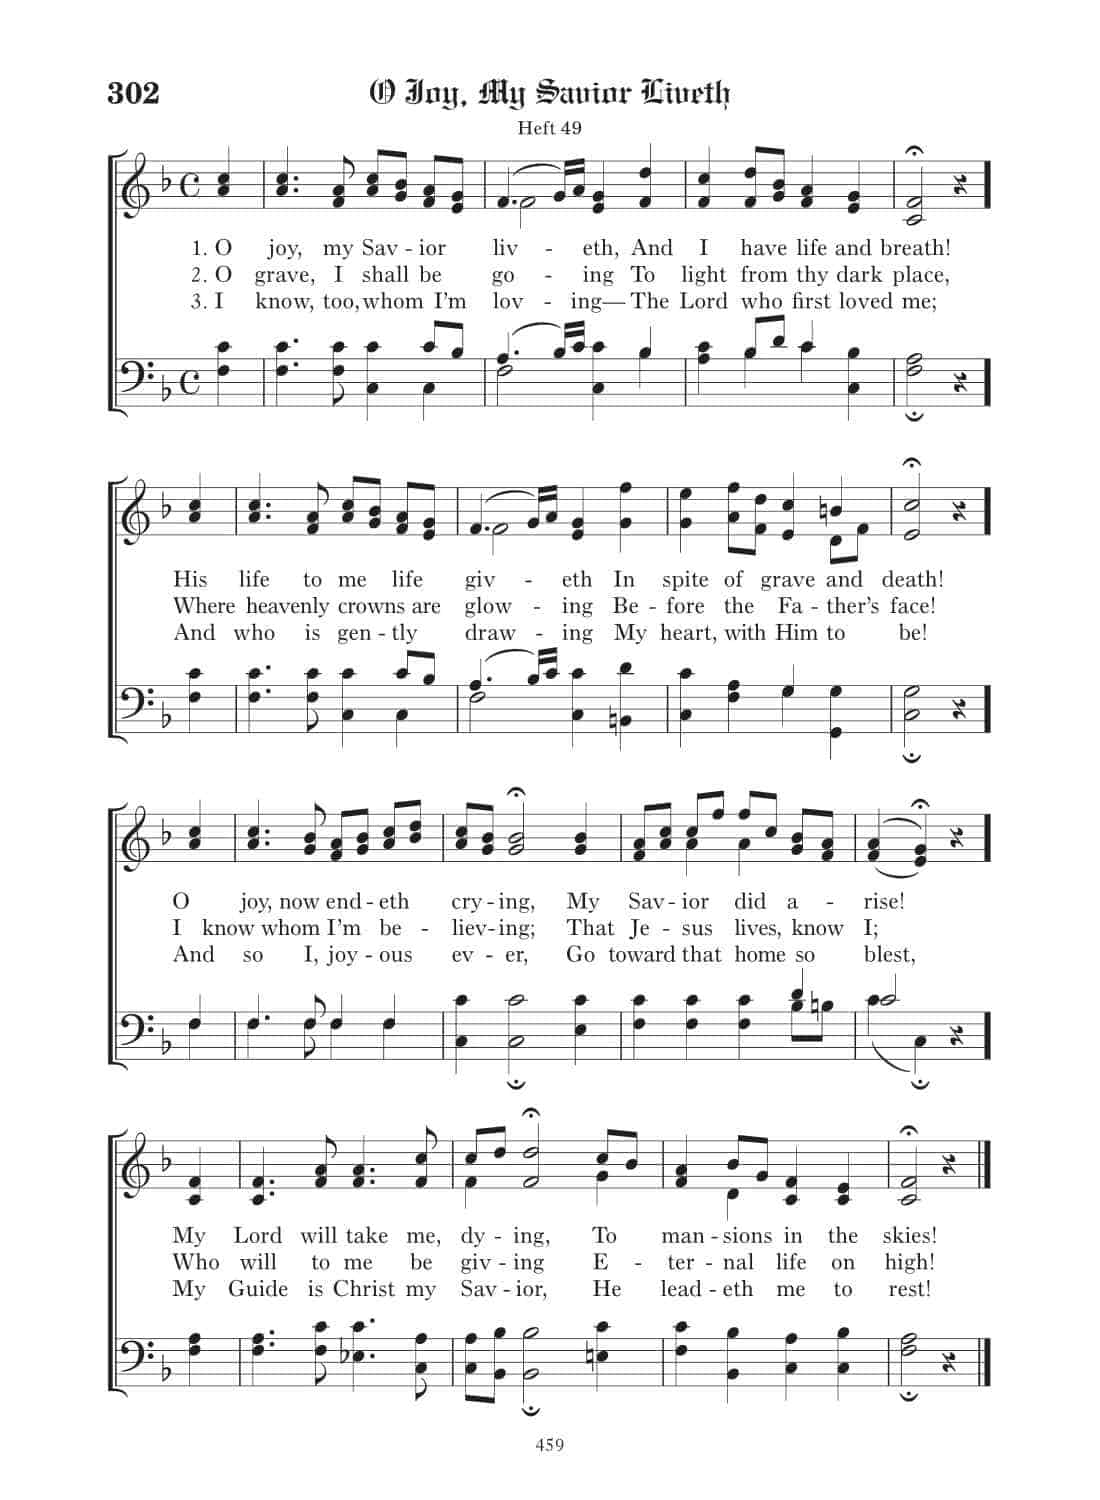 302 O Joy, My Savior Liveth
Heft 49
1. O joy, my Sav - ior liv - eth, And I have life and breath!
2. O grave, I shall be go - ing To light from thy dark place,
3. I know, too, whom I'm lov - ing— The Lord who first loved me;
His life to me life giv - eth In spite of grave and death!
Where heavenly crowns are glow - ing Be - fore the Fa - ther's face!
And who is gen - tly draw - ing My heart, with Him to be!
O joy, now end - eth cry - ing, My Sav - ior did a - rise!
I know whom I'm be - liev - ing; That Je - sus lives, know I;
And so I, joy - ous ev - er, Go toward that home so blest,
My Lord will take me, dy - ing, To man - sions in the skies!
Who will to me be giv - ing E - ter - nal life on high!
My Guide is Christ my Sav - ior, He lead - eth me to rest!
459